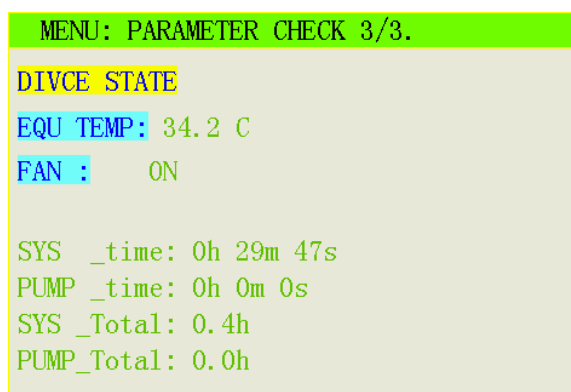 MENU: PARAMETER CHECK 3/3.
DIVCE STATE
EQU TEMP: 34.2 C
FAN : ON
SYS _time: 0h 29m 47s
PUMP _time: 0h 0m 0s
SYS _Total: 0.4h
PUMP_Total: 0.0h